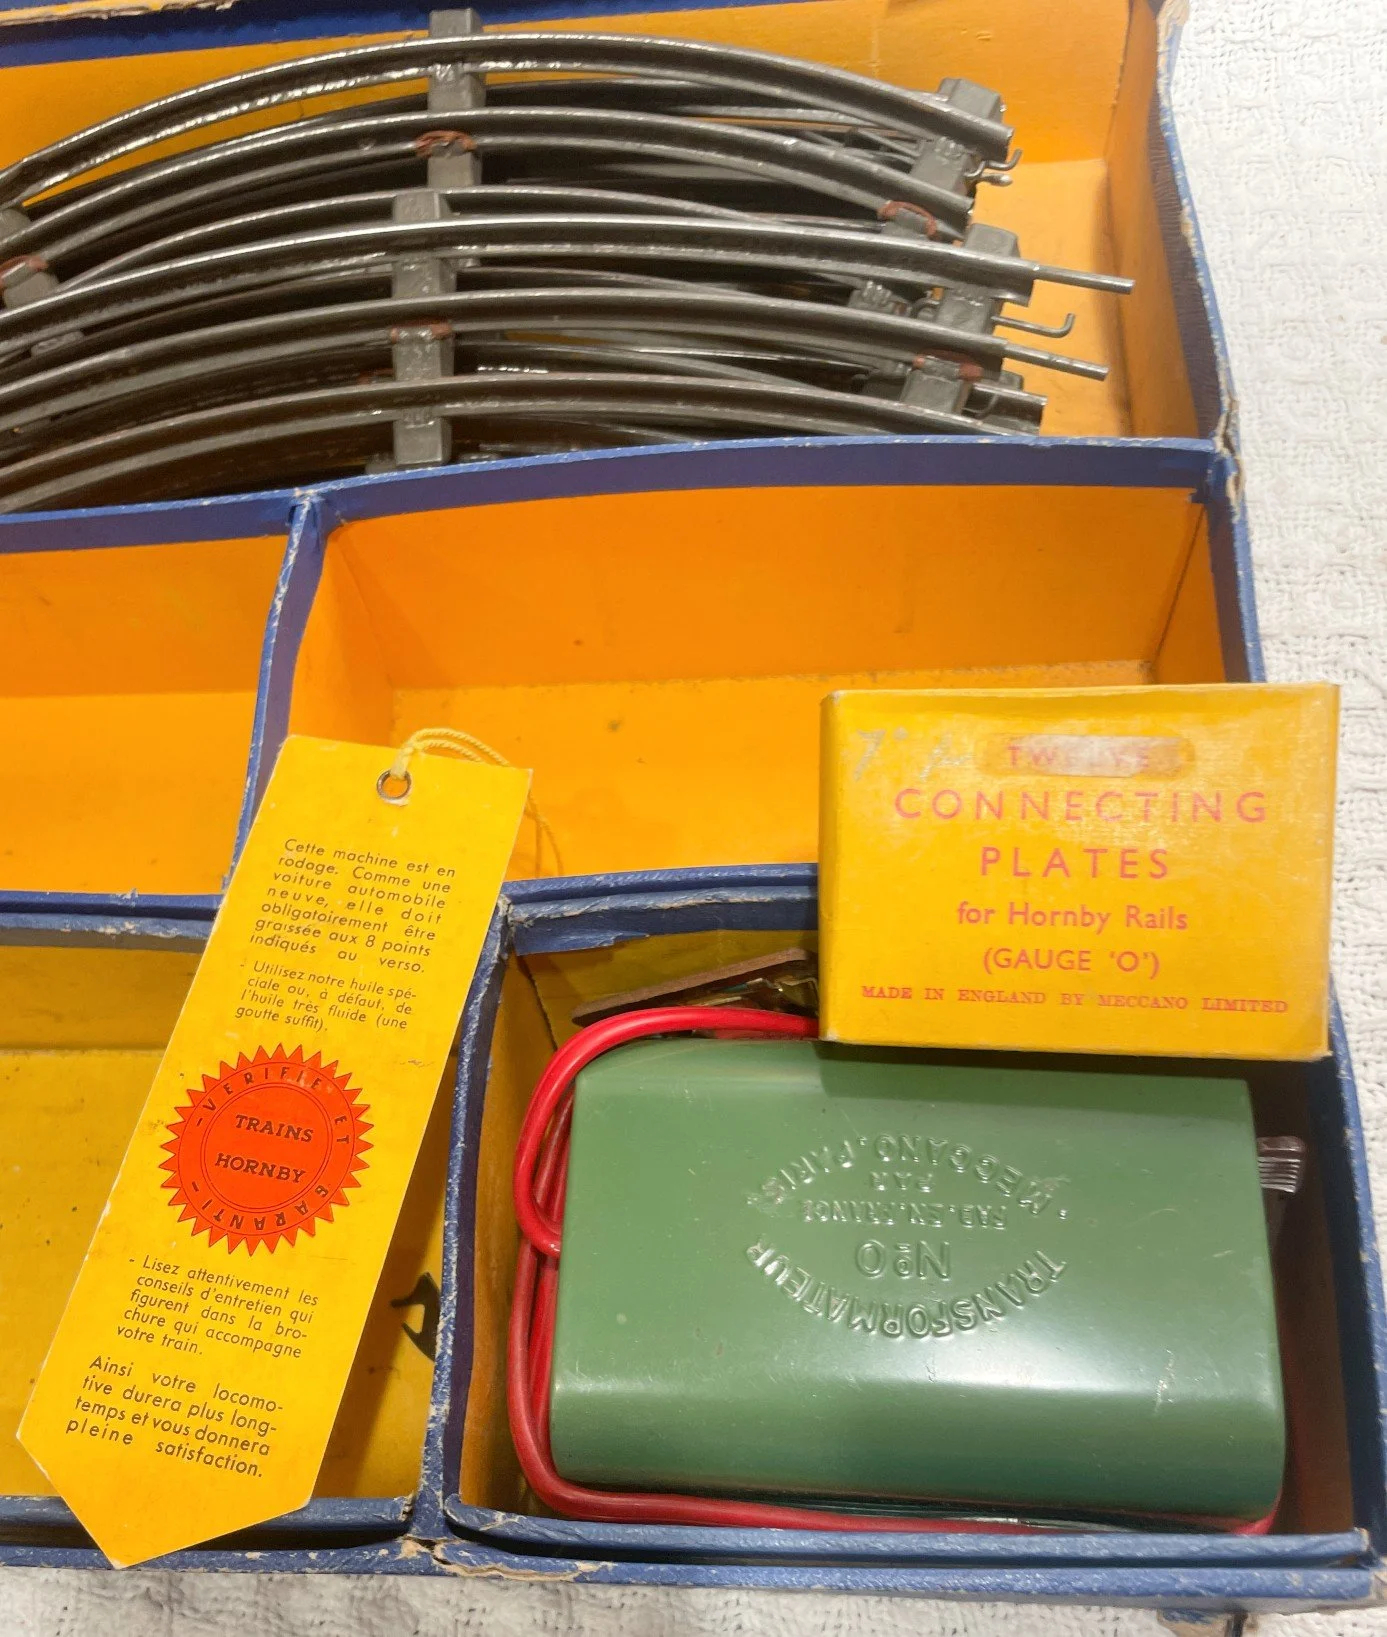 Cette machine est en
rodage. Comme une
voiture automobile
neuve, elle doit
obligatoirement être
graissée aux 8 points
indiqués au verso.
- Utilisez notre huile spé-
ciale ou, à défaut, de
l'huile très fluide (une
goutte suffit).
- VERIFIE ET GARANTI -
TRAINS
HORNBY
- Lisez attentivement les
conseils d'entretien qui
figurent dans la bro-
chure qui accompagne
votre train.
Ainsi votre locomo-
tive durera plus long-
temps et vous donnera
pleine satisfaction.
TWELVE
CONNECTING
PLATES
for Hornby Rails
(GAUGE 'O')
MADE IN ENGLAND BY MECCANO LIMITED
TRANSFORMATEUR
Nº0
FAB. EN. FRANCE
PAR
MECCANO. PARIS